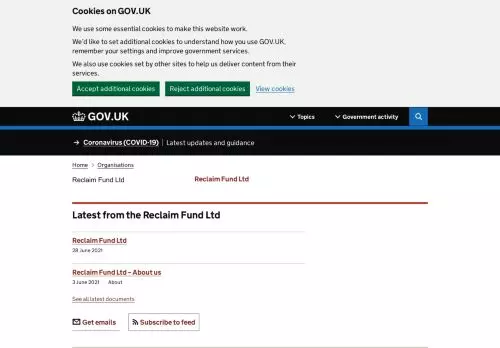 Cookies on GOV.UK
We use some essential cookies to make this website work.
We'd like to set additional cookies to understand how you use GOV.UK,
remember your settings and improve government services.
We also use cookies set by other sites to help us deliver content from their
services.
Accept additional cookies Reject additional cookies View cookies
GOV.UK Topics Government activity
→ Coronavirus (COVID-19) Latest updates and guidance
Home Organisations
Reclaim Fund Ltd Reclaim Fund Ltd
Latest from the Reclaim Fund Ltd
Reclaim Fund Ltd
28 June 2021
Reclaim Fund Ltd – About us
3 June 2021 About
See all latest documents
Get emails Subscribe to feed